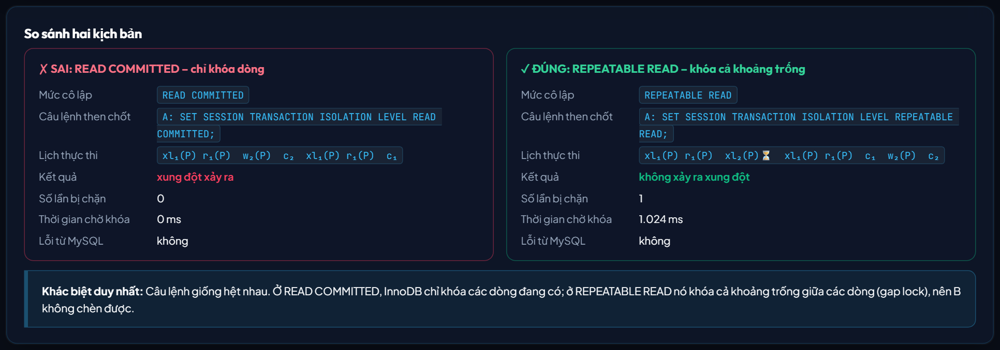 So sánh hai kịch bản
✗ SAI: READ COMMITTED – chỉ khóa dòng
Mức cô lập READ COMMITTED
Câu lệnh then chốt A: SET SESSION TRANSACTION ISOLATION LEVEL READ
COMMITTED;
Lịch thực thi xl₁(P) r₁(P) w₂(P) c₂ xl₁(P) r₁(P) c₁
Kết quả xung đột xảy ra
Số lần bị chặn 0
Thời gian chờ khóa 0 ms
Lỗi từ MySQL không
✓ ĐÚNG: REPEATABLE READ – khóa cả khoảng trống
Mức cô lập REPEATABLE READ
Câu lệnh then chốt A: SET SESSION TRANSACTION ISOLATION LEVEL REPEATABLE
READ;
Lịch thực thi xl₁(P) r₁(P) xl₂(P)⏳ xl₁(P) r₁(P) c₁ w₂(P) c₂
Kết quả không xảy ra xung đột
Số lần bị chặn 1
Thời gian chờ khóa 1.024 ms
Lỗi từ MySQL không
Khác biệt duy nhất: Câu lệnh giống hệt nhau. Ở READ COMMITTED, InnoDB chỉ khóa các dòng đang có; ở REPEATABLE READ nó khóa cả khoảng trống giữa các dòng (gap lock), nên B
không chèn được.